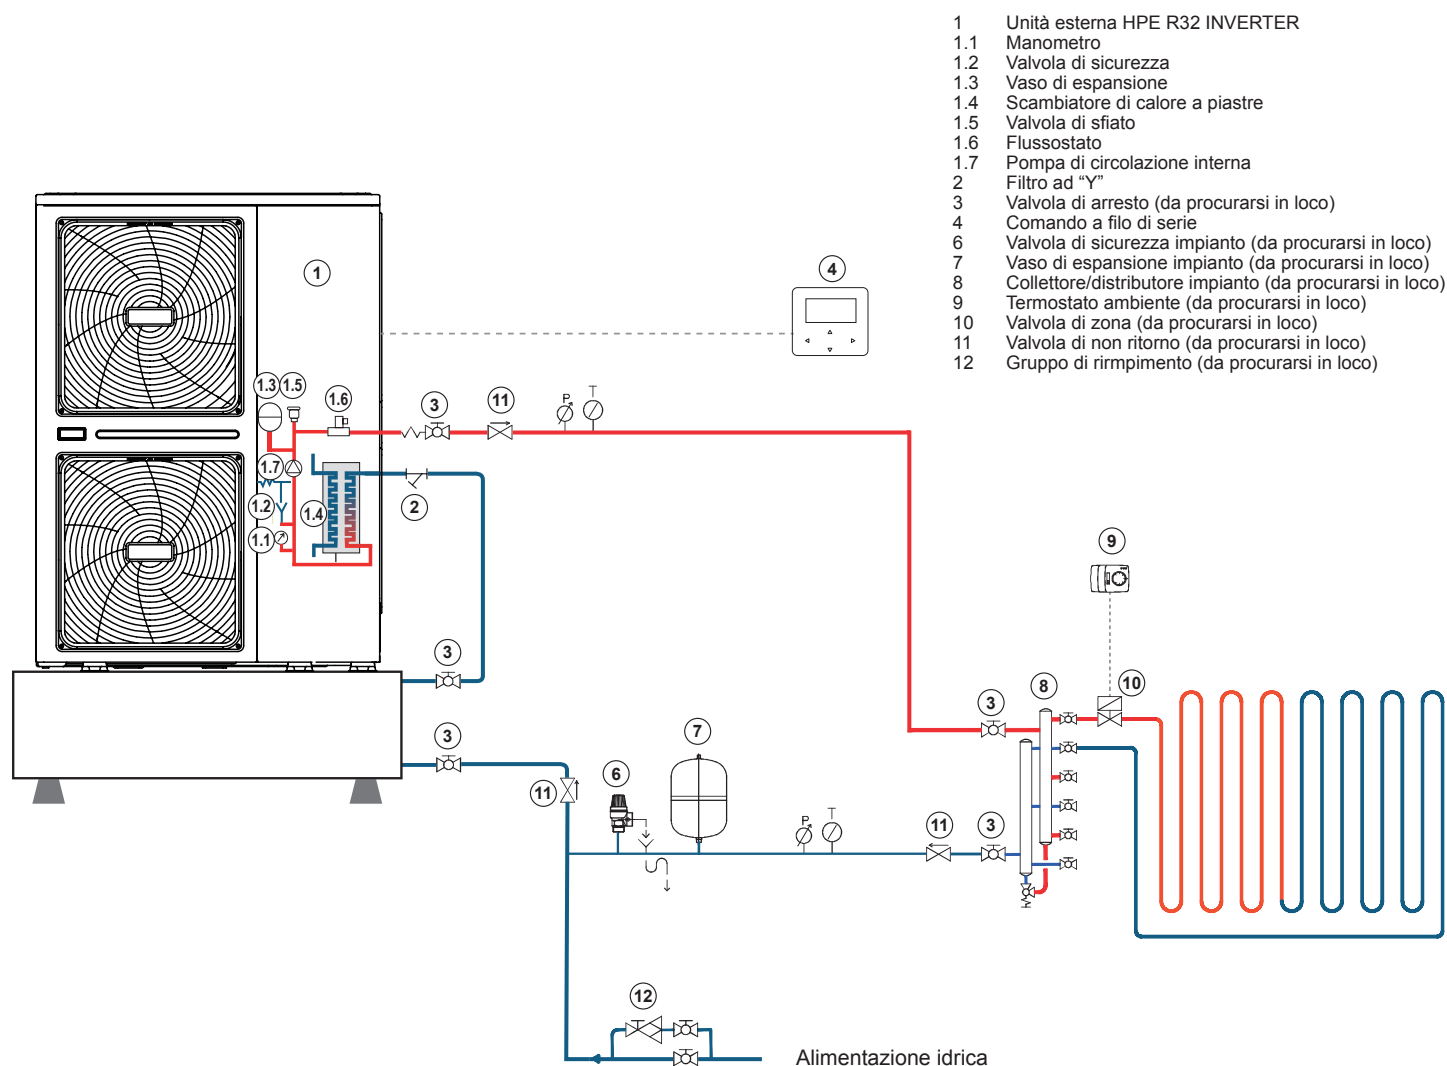 1 Unità esterna HPE R32 INVERTER
1.1 Manometro
1.2 Valvola di sicurezza
1.3 Vaso di espansione
1.4 Scambiatore di calore a piastre
1.5 Valvola di sfiato
1.6 Flussostato
1.7 Pompa di circolazione interna
2 Filtro ad “Y”
3 Valvola di arresto (da procurarsi in loco)
4 Comando a filo di serie
6 Valvola di sicurezza impianto (da procurarsi in loco)
7 Vaso di espansione impianto (da procurarsi in loco)
8 Collettore/distributore impianto (da procurarsi in loco)
9 Termostato ambiente (da procurarsi in loco)
10 Valvola di zona (da procurarsi in loco)
11 Valvola di non ritorno (da procurarsi in loco)
12 Gruppo di rirmpimento (da procurarsi in loco)
1
4
1.3 1.5
1.6
3
11
P
T
1.7
1.2
1.4
2
1.1
9
3
8
10
3
3
7
6
11
P
T
11
3
12
Alimentazione idrica